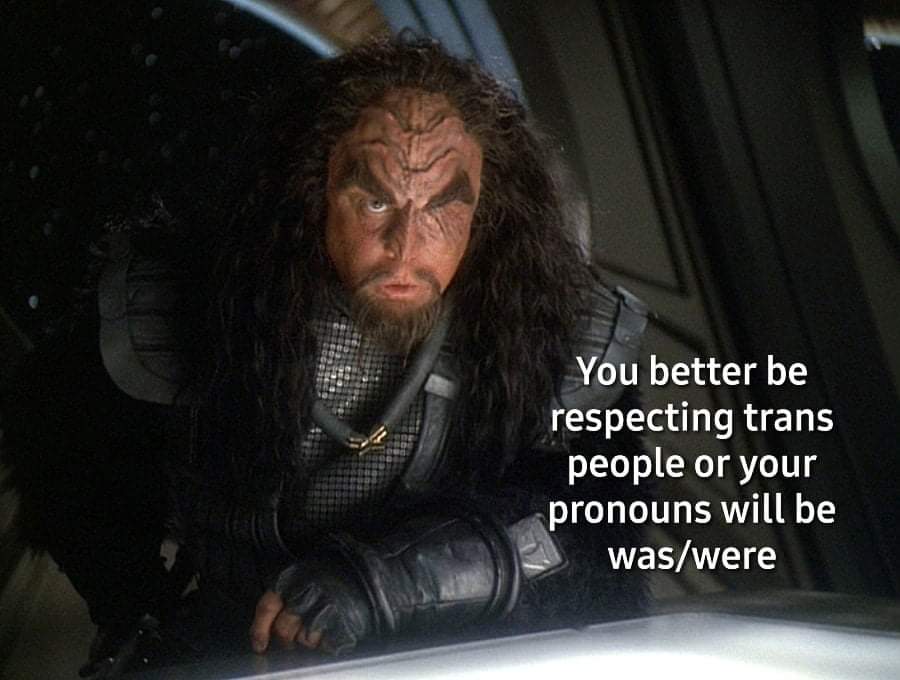 You better be
respecting trans
people or your
pronouns will be
was/were